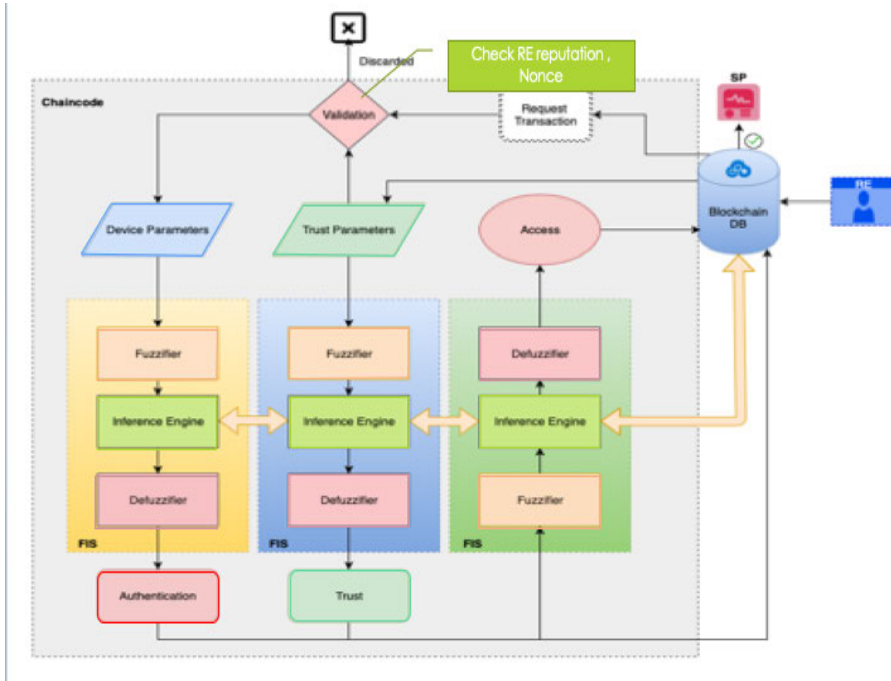 Discarded
Check RE reputation ,
Nonce
SP
Chaincode
Validation
Request
Transaction
RE
Device Parameters
Trust Parameters
Access
Blockchain
DB
Fuzzifier
Fuzzifier
Defuzzifier
Inference Engine
Inference Engine
Inference Engine
Defuzzifier
Defuzzifier
Fuzzifier
FIS
FIS
FIS
Authentication
Trust